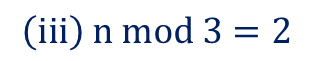 (iii) n mod 3 = 2